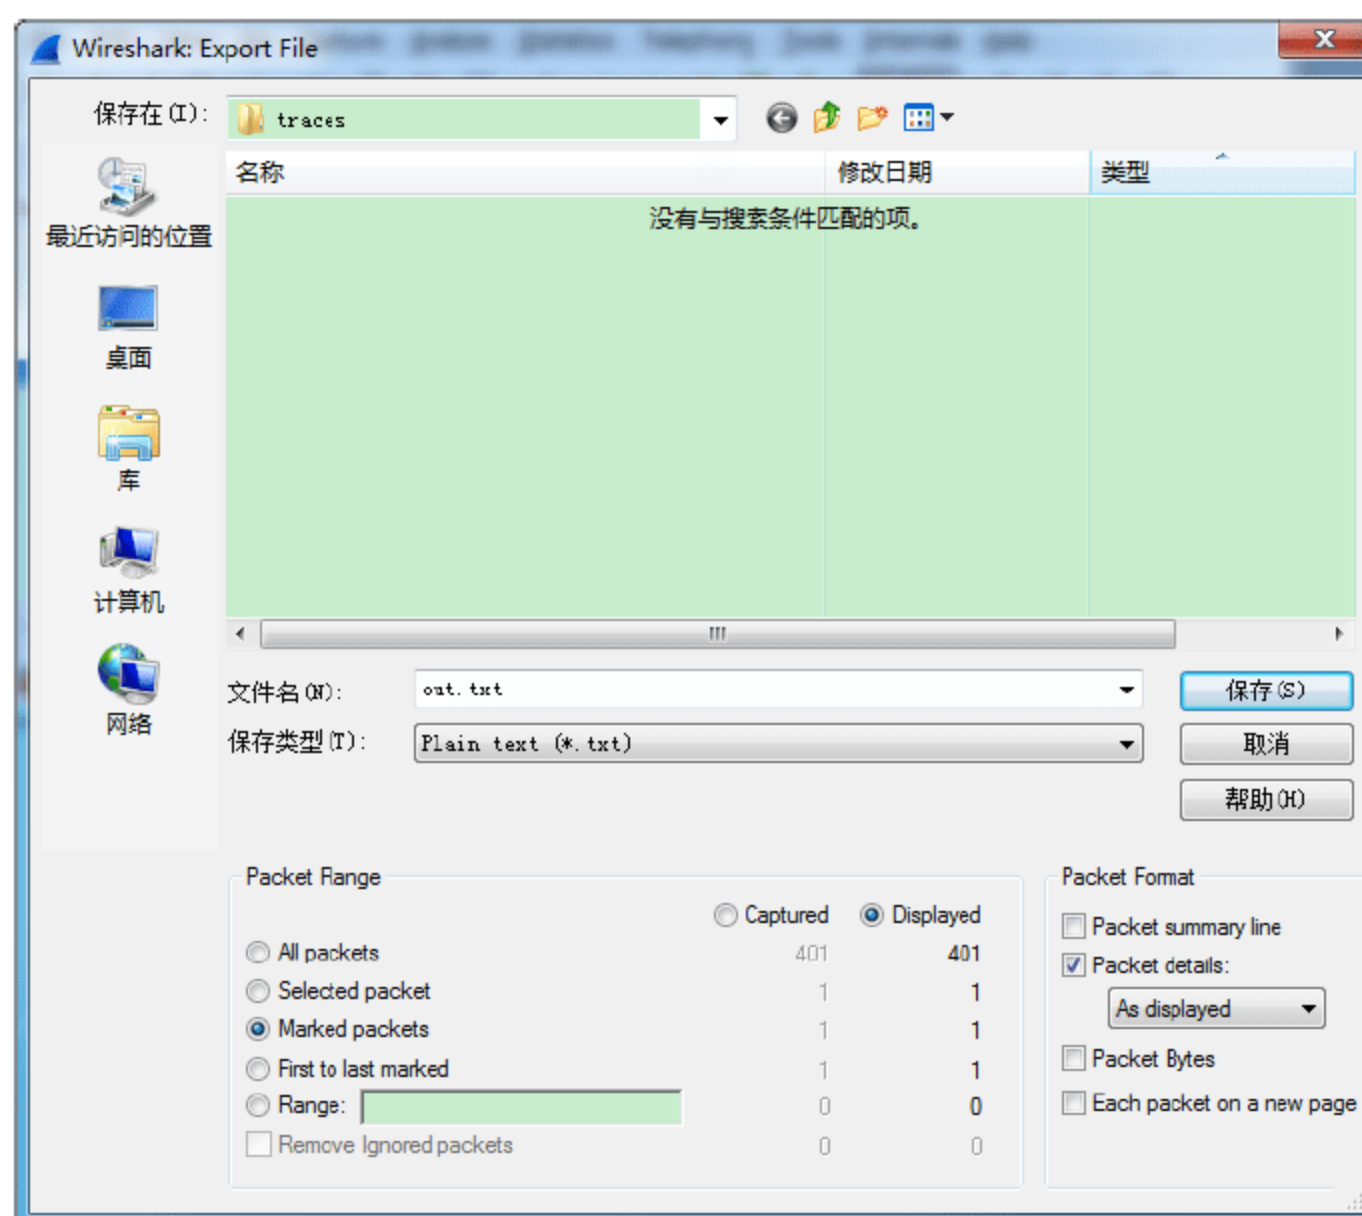 Wireshark: Export File
保存在(I):
traces
名称 修改日期 类型
没有与搜索条件匹配的项。
最近访问的位置
桌面
库
计算机
网络
文件名(N): out.txt 保存(S)
保存类型(T): Plain text (*.txt) 取消
帮助(H)
Packet Range
Captured Displayed
All packets 401 401
Selected packet 1 1
Marked packets 1 1
First to last marked 1 1
Range: 0 0
Remove Ignored packets 0 0
Packet Format
Packet summary line
Packet details:
As displayed
Packet Bytes
Each packet on a new page